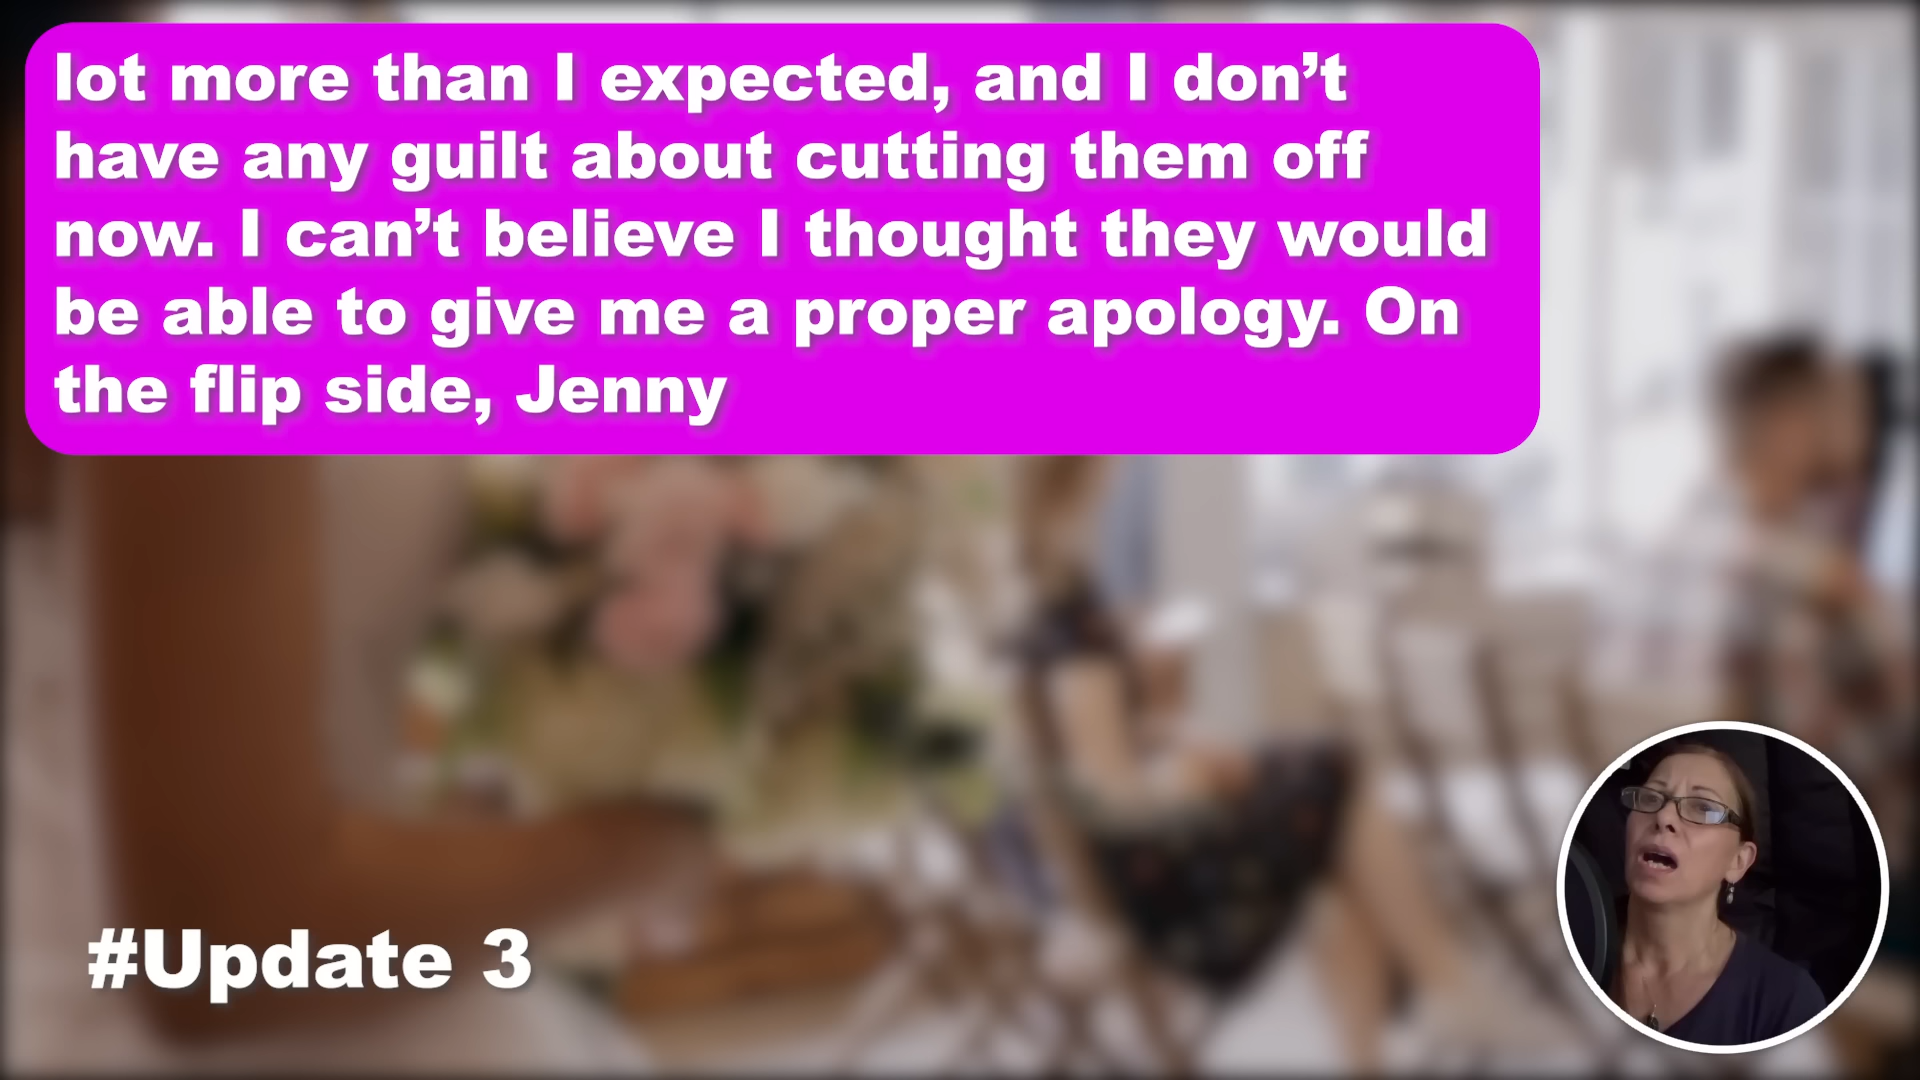 lot more than I expected, and I don’t
have any guilt about cutting them off
now. I can’t believe I thought they would
be able to give me a proper apology. On
the flip side, Jenny
#Update 3